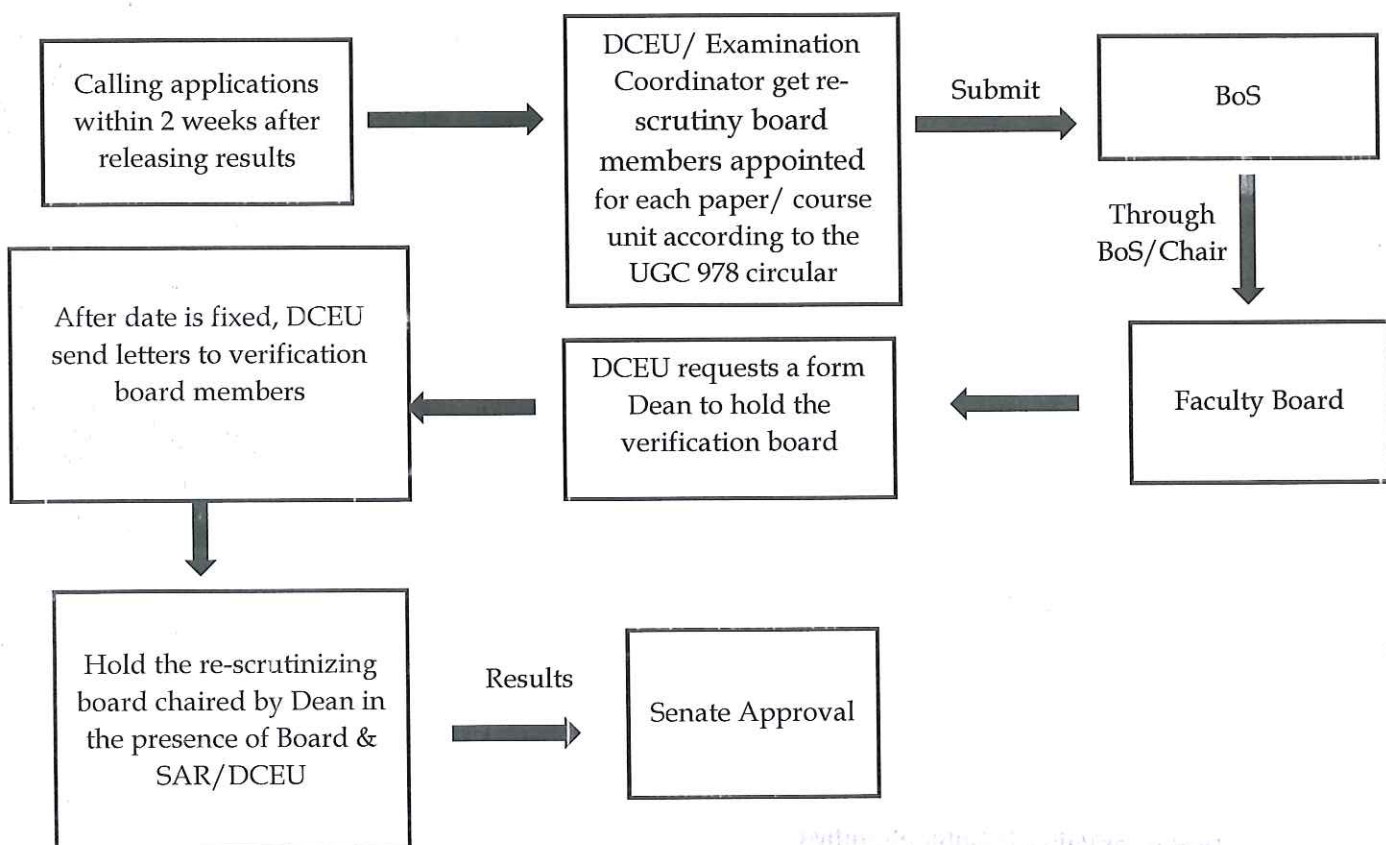 Calling applications
within 2 weeks after
releasing results
DCEU/ Examination
Coordinator get re-
scrutiny board
members appointed
for each paper/ course
unit according to the
UGC 978 circular
Submit
BoS
Through
BoS/Chair
Faculty Board
DCEU requests a form
Dean to hold the
verification board
After date is fixed, DCEU
send letters to verification
board members
Hold the re-scrutinizing
board chaired by Dean in
the presence of Board &
SAR/DCEU
Results
Senate Approval